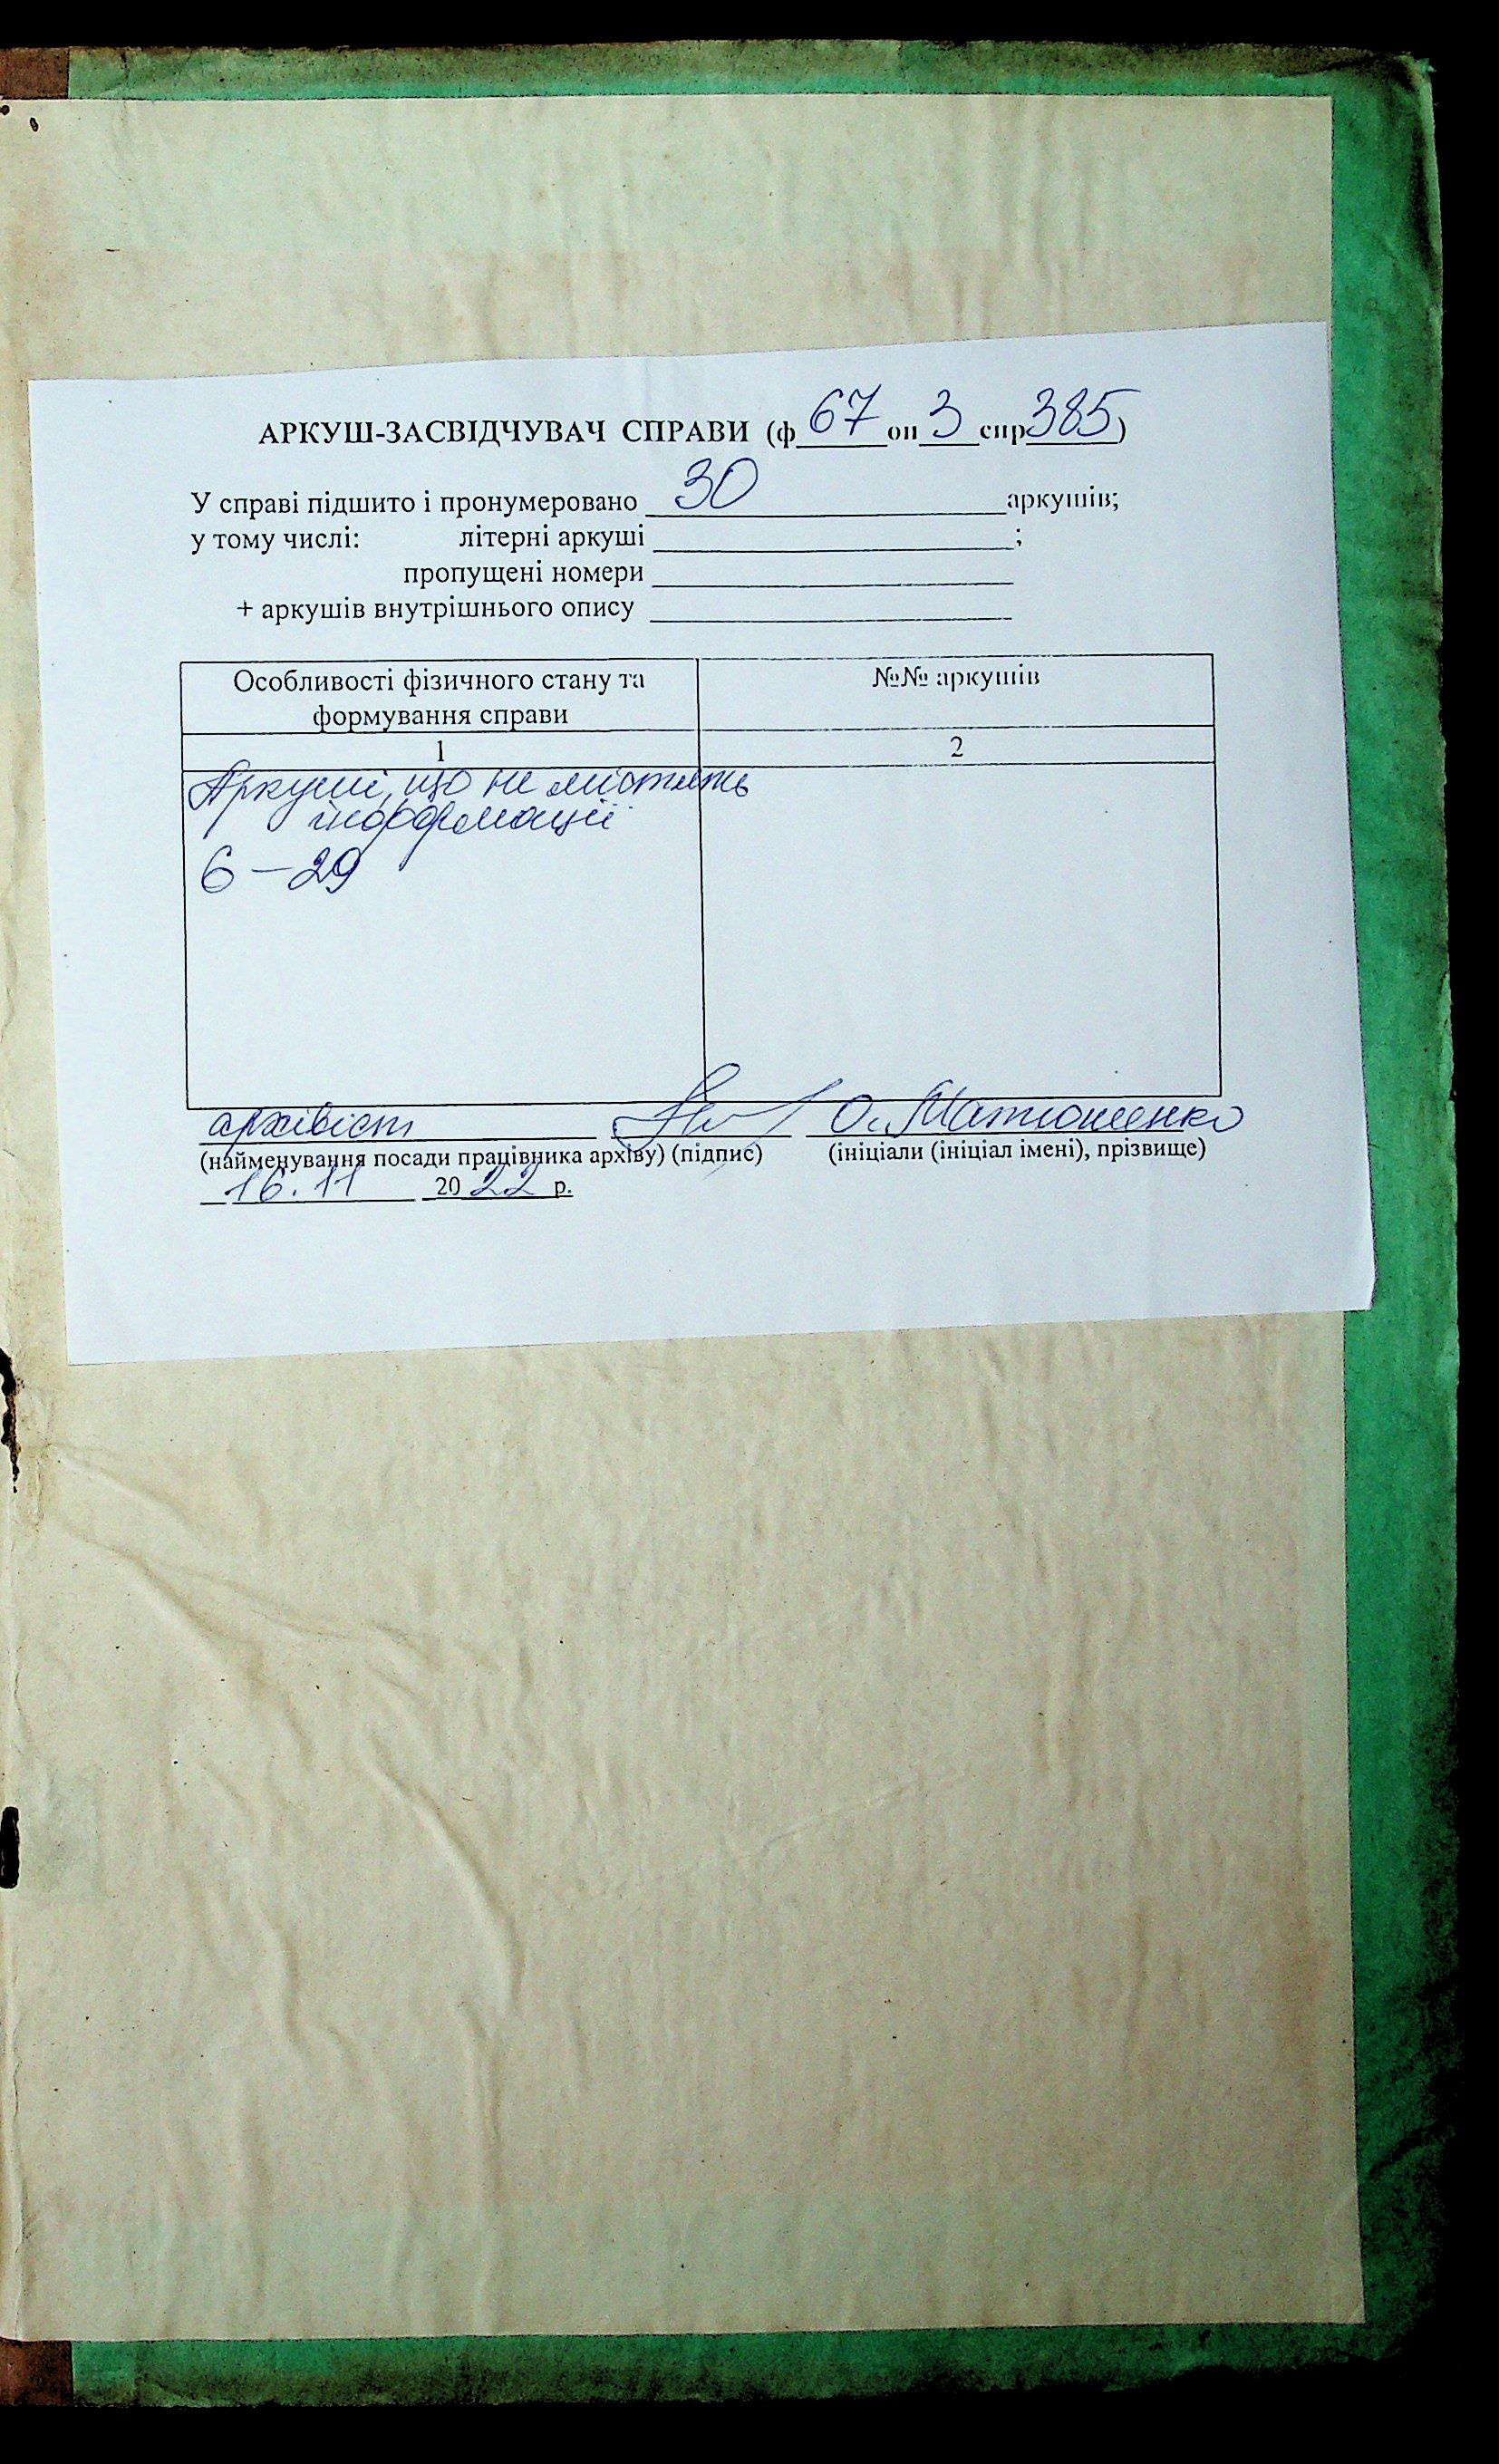 АРКУШ-ЗАСВІДЧУВАЧ СПРАВИ (ф 67 оп 3 спр 385)
У справі підшито і пронумеровано 30 аркушів;
у тому числі: літерні аркуші ;
пропущені номери
+ аркушів внутрішнього опису
Особливості фізичного стану та формування справи
№№ аркушів
1 2
Аркуші, що не містять
інформації
6 – 29
архівіст О. Матюшенко
(найменування посади працівника архіву) (підпис) (ініціали (ініціал імені), прізвище)
16.11 2022 р.